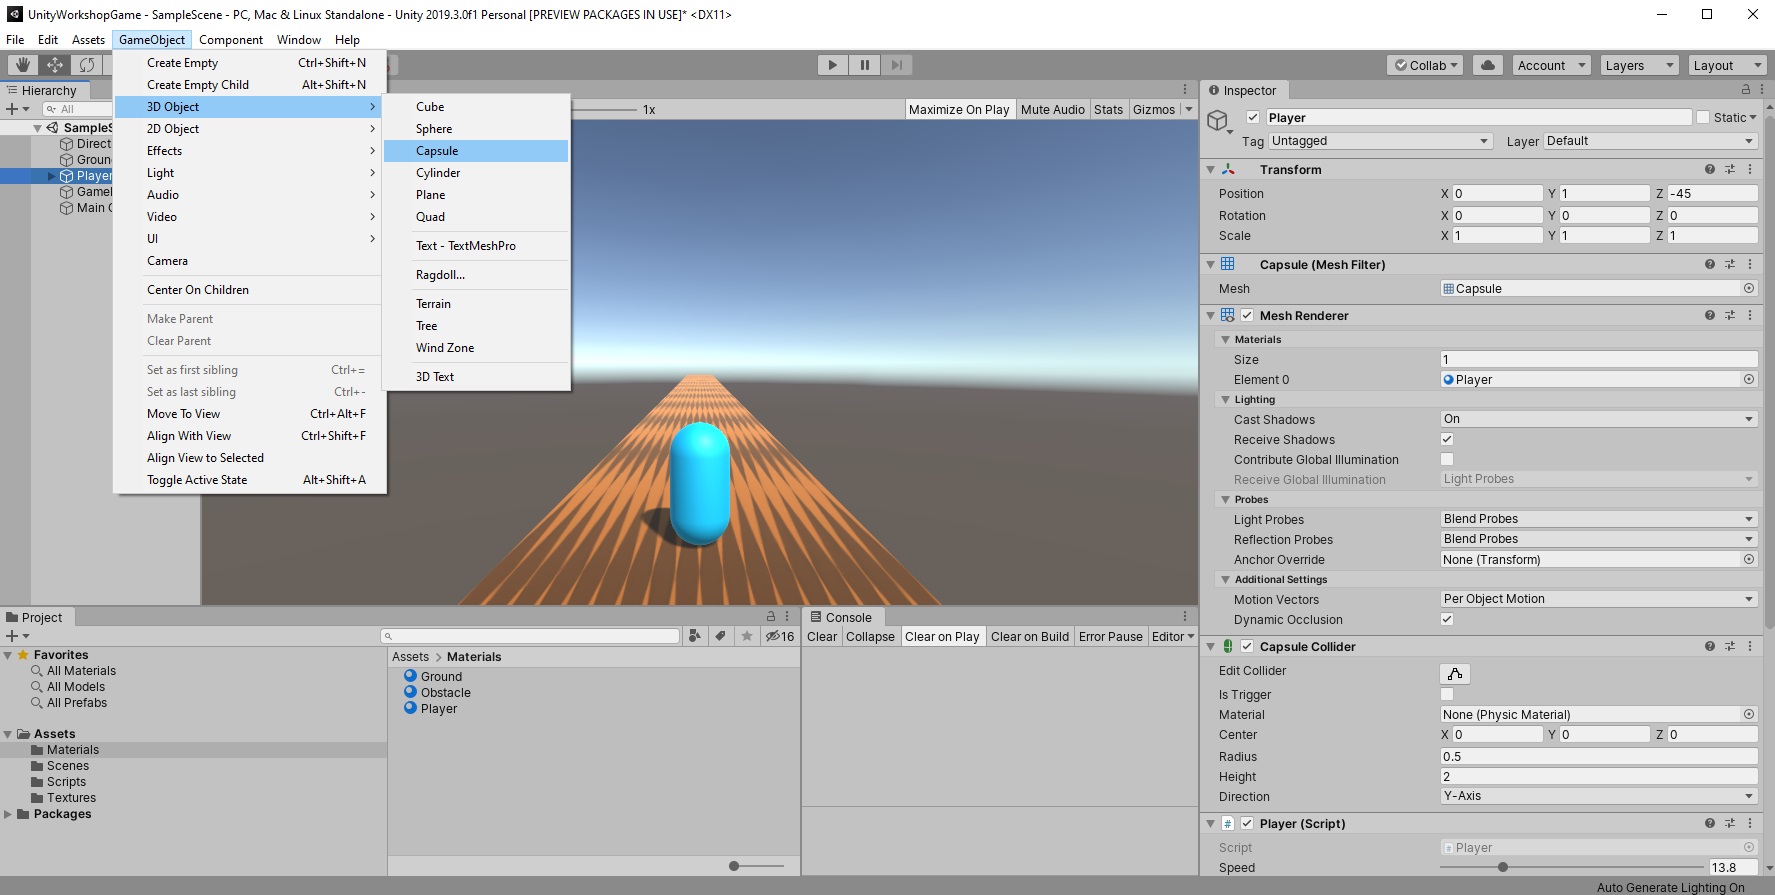 UnityWorkshopGame - SampleScene - PC, Mac & Linux Standalone - Unity 2019.3.0f1 Personal [PREVIEW PACKAGES IN USE]* <DX11>
File Edit Assets GameObject Component Window Help
Collab Account Layers Layout
Hierarchy
All
SampleS
Direct
Groun
Player
Game
Main C
Create Empty Ctrl+Shift+N
Create Empty Child Alt+Shift+N
3D Object
2D Object
Effects
Light
Audio
Video
UI
Camera
Center On Children
Make Parent
Clear Parent
Set as first sibling Ctrl+=
Set as last sibling Ctrl+-
Move To View Ctrl+Alt+F
Align With View Ctrl+Shift+F
Align View to Selected
Toggle Active State Alt+Shift+A
Cube
Sphere
Capsule
Cylinder
Plane
Quad
Text - TextMeshPro
Ragdoll...
Terrain
Tree
Wind Zone
3D Text
1x Maximize On Play Mute Audio Stats Gizmos
Inspector
Player Static
Tag Untagged Layer Default
Transform
Position X 0 Y 1 Z -45
Rotation X 0 Y 0 Z 0
Scale X 1 Y 1 Z 1
Capsule (Mesh Filter)
Mesh Capsule
Mesh Renderer
Materials
Size 1
Element 0 Player
Lighting
Cast Shadows On
Receive Shadows
Contribute Global Illumination
Receive Global Illumination Light Probes
Probes
Light Probes Blend Probes
Reflection Probes Blend Probes
Anchor Override None (Transform)
Additional Settings
Motion Vectors Per Object Motion
Dynamic Occlusion
Capsule Collider
Edit Collider
Is Trigger
Material None (Physic Material)
Center X 0 Y 0 Z 0
Radius 0.5
Height 2
Direction Y-Axis
Player (Script)
Script Player
Speed 13.8
Project
16
Favorites
All Materials
All Models
All Prefabs
Assets
Materials
Scenes
Scripts
Textures
Packages
Assets > Materials
Ground
Obstacle
Player
Console
Clear Collapse Clear on Play Clear on Build Error Pause Editor
Auto Generate Lighting On